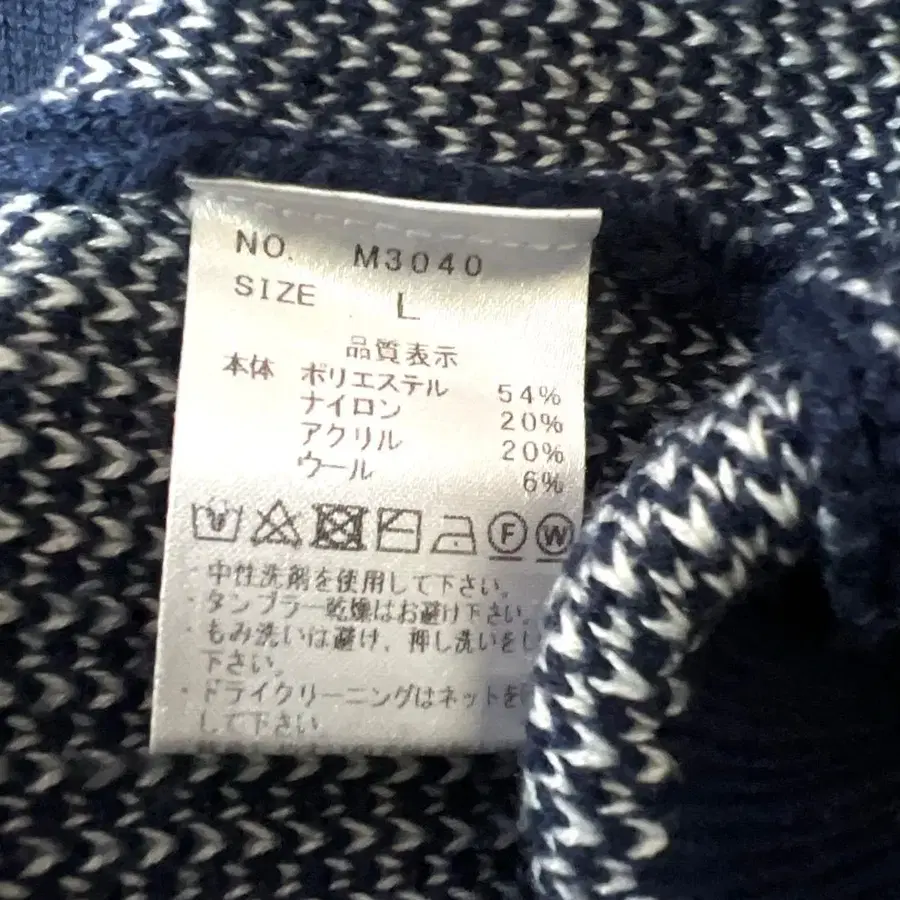 NO. M3040
SIZE L
品質表示
本体 ポリエステル 54%
ナイロン 20%
アクリル 20%
ウール 6%
F W
・中性洗剤を使用して下さい。
・タンブラー乾燥はお避け下さい。
・もみ洗いは避け、押し洗いをし
下さい。
・ドライクリーニングはネットを
して下さい